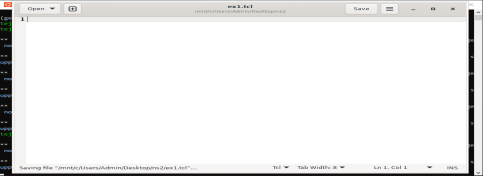 Open
ex1.tcl
/mnt/c/Users/Admin/Desktop/ns2
Save
1
Saving file "/mnt/c/Users/Admin/Desktop/ns2/ex1.tcl"...
Tcl
Tab Width: 8
Ln 1, Col 1
INS